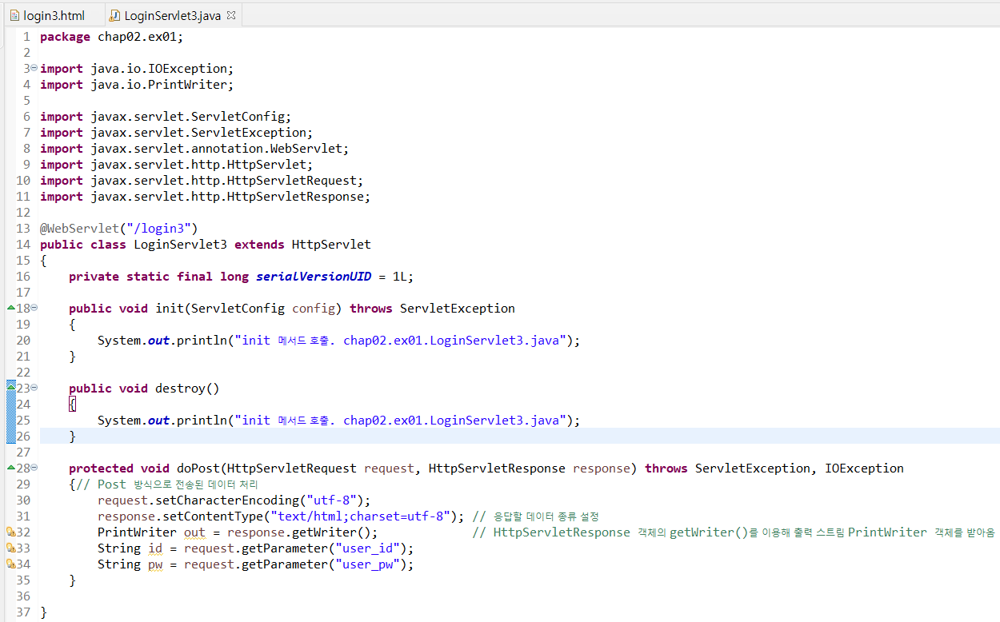 login3.html LoginServlet3.java
1 package chap02.ex01;
2
3 import java.io.IOException;
4 import java.io.PrintWriter;
5
6 import javax.servlet.ServletConfig;
7 import javax.servlet.ServletException;
8 import javax.servlet.annotation.WebServlet;
9 import javax.servlet.http.HttpServlet;
10 import javax.servlet.http.HttpServletRequest;
11 import javax.servlet.http.HttpServletResponse;
12
13 @WebServlet("/login3")
14 public class LoginServlet3 extends HttpServlet
15 {
16     private static final long serialVersionUID = 1L;
17
18     public void init(ServletConfig config) throws ServletException
19     {
20         System.out.println("init 메서드 호출. chap02.ex01.LoginServlet3.java");
21     }
22
23     public void destroy()
24     {
25         System.out.println("init 메서드 호출. chap02.ex01.LoginServlet3.java");
26     }
27
28     protected void doPost(HttpServletRequest request, HttpServletResponse response) throws ServletException, IOException
29     {// Post 방식으로 전송된 데이터 처리
30         request.setCharacterEncoding("utf-8");
31         response.setContentType("text/html;charset=utf-8"); // 응답할 데이터 종류 설정
32         PrintWriter out = response.getWriter();             // HttpServletResponse 객체의 getWriter()를 이용해 출력 스트림 PrintWriter 객체를 받아옴
33         String id = request.getParameter("user_id");
34         String pw = request.getParameter("user_pw");
35     }
36
37 }